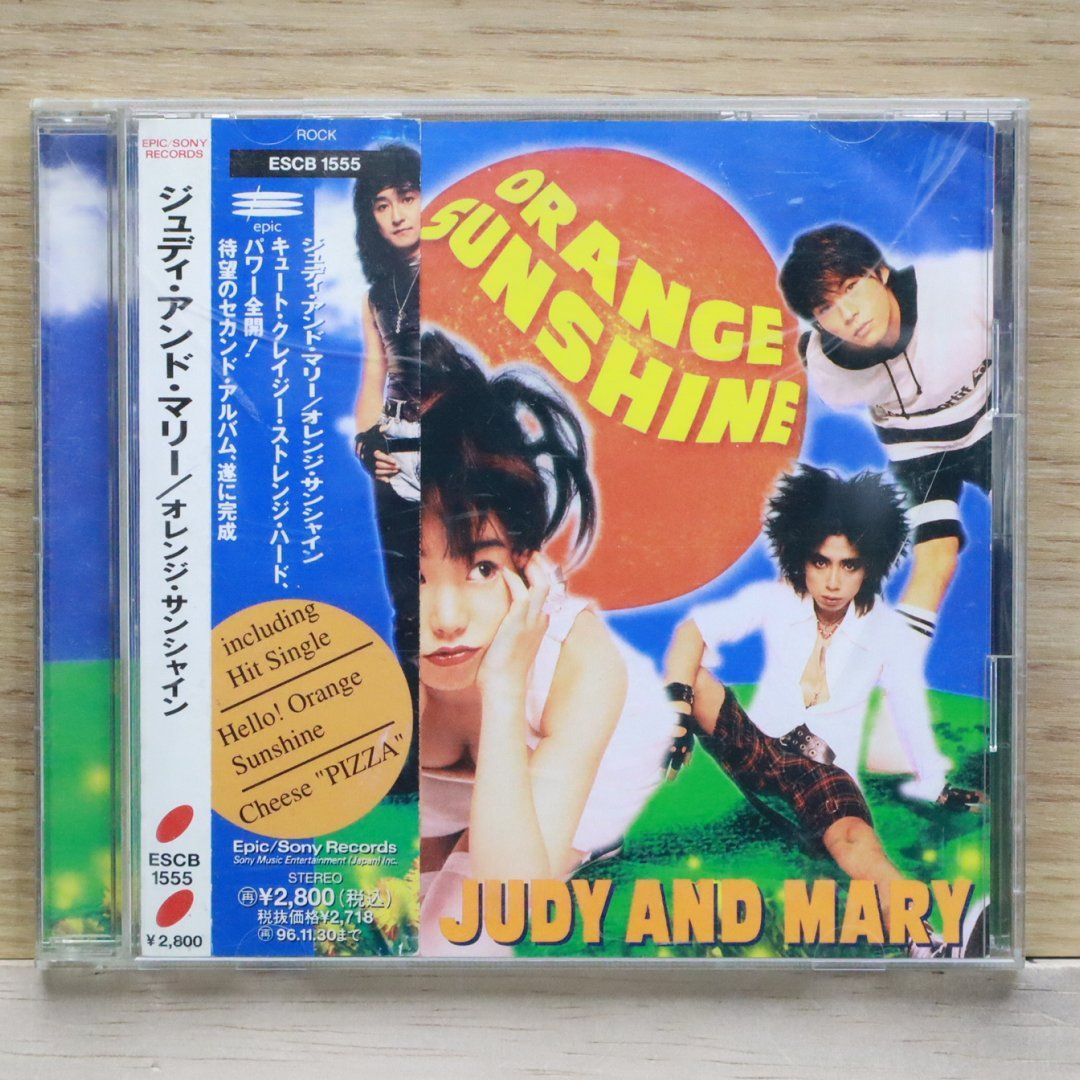 EPIC/SONY
RECORDS
ジュディ・アンド・マリー/オレンジ・サンシャイン
ESCB
1555
¥2,800
ROCK
ESCB 1555
epic
ジュディ・アンド・マリー/オレンジ・サンシャイン
キュート・クレイジー・ストレンジ・ハード、
パワー全開!
待望のセカンド・アルバム、遂に完成
including
Hit Single
Hello! Orange
Sunshine
Cheese "PIZZA"
Epic/Sony Records
Sony Music Entertainment (Japan) Inc.
STEREO
再¥2,800(税込)
税抜価格¥2,718
再96.11.30まで
ORANGE
SUNSHINE
JUDY AND MARY